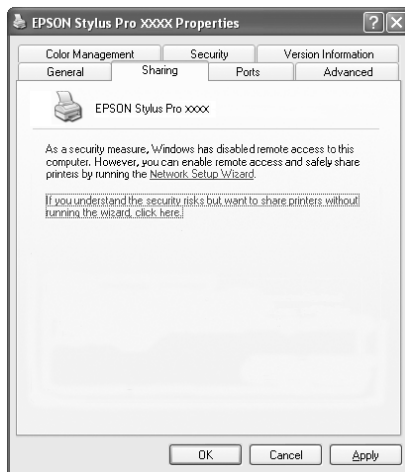 EPSON Stylus Pro XXXX Properties
Color Management Security Version Information
General Sharing Ports Advanced
EPSON Stylus Pro xxxx
As a security measure, Windows has disabled remote access to this
computer. However, you can enable remote access and safely share
printers by running the Network Setup Wizard.
If you understand the security risks but want to share printers without
running the wizard, click here.
OK Cancel Apply